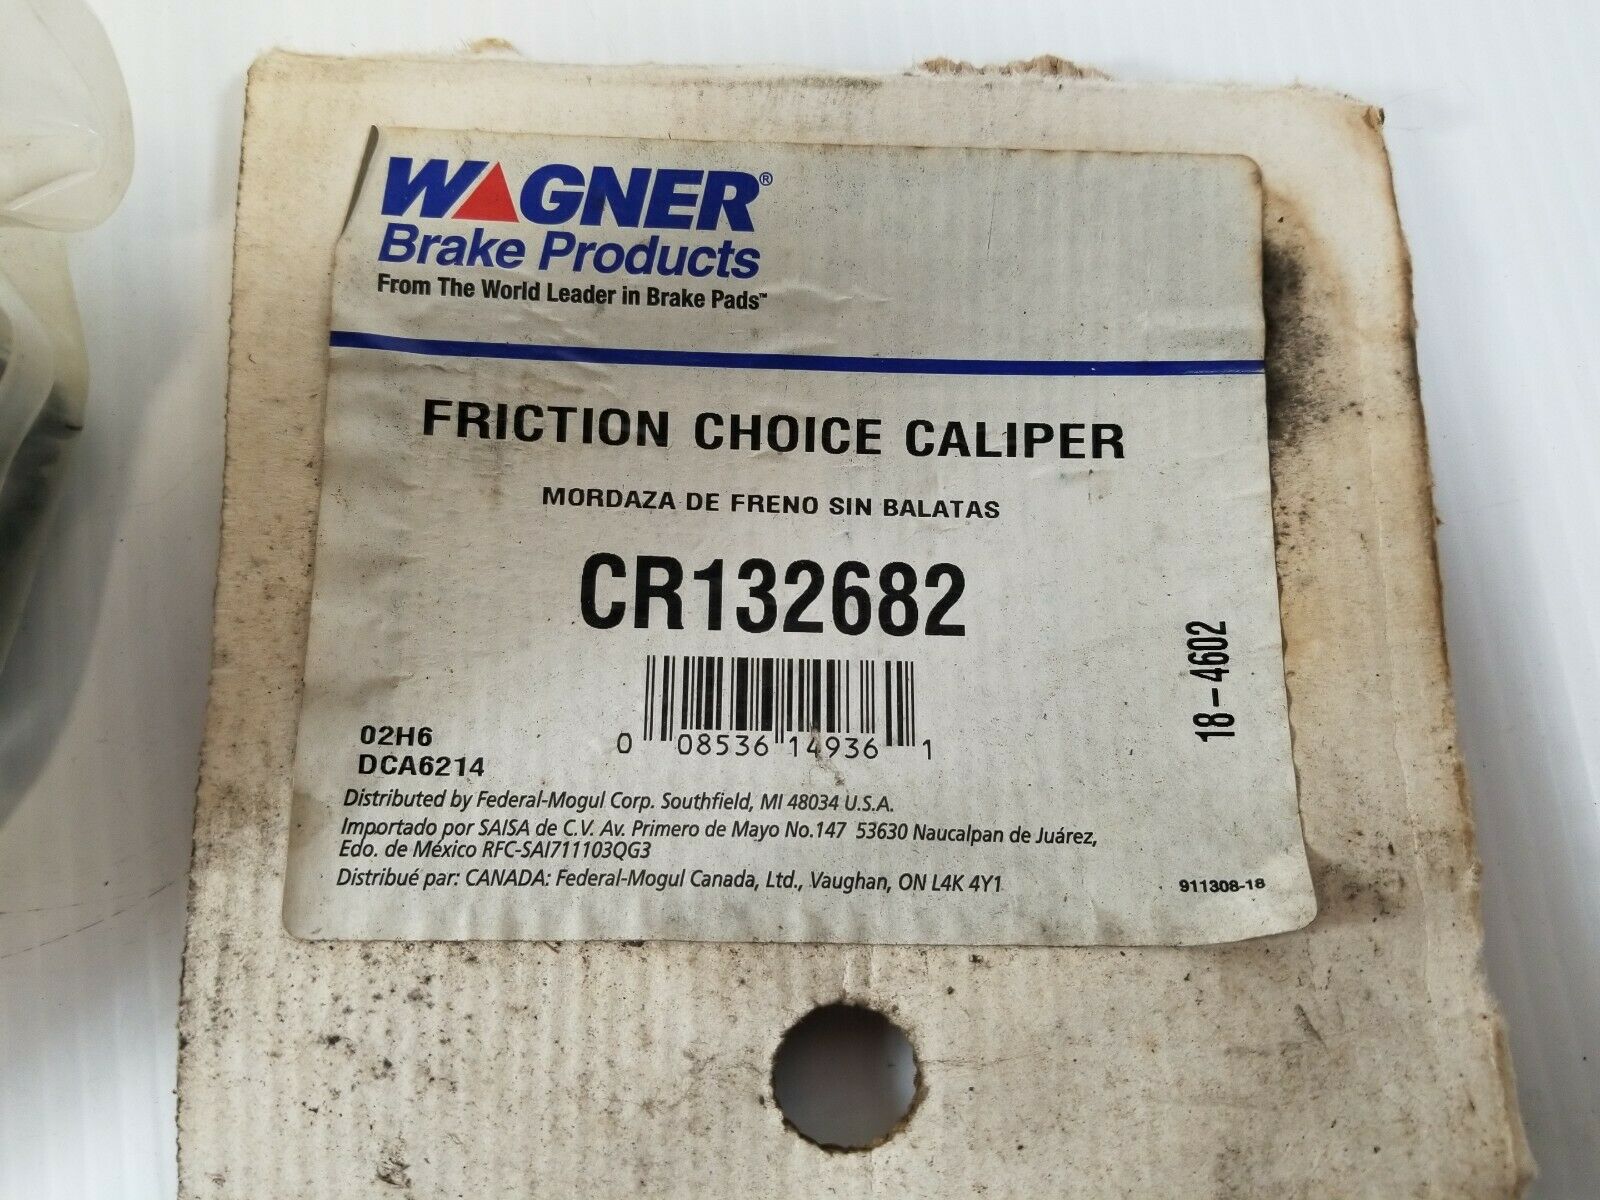 WAGNER®
Brake Products
From The World Leader in Brake Pads™
FRICTION CHOICE CALIPER
MORDAZA DE FRENO SIN BALATAS
CR132682
18-4602
0 08536 14936 1
02H6
DCA6214
Distributed by Federal-Mogul Corp. Southfield, MI 48034 U.S.A.
Importado por SAISA de C.V. Av. Primero de Mayo No.147 53630 Naucalpan de Juárez,
Edo. de México RFC-SAI711103QG3
Distribué par: CANADA: Federal-Mogul Canada, Ltd., Vaughan, ON L4K 4Y1
911308-18